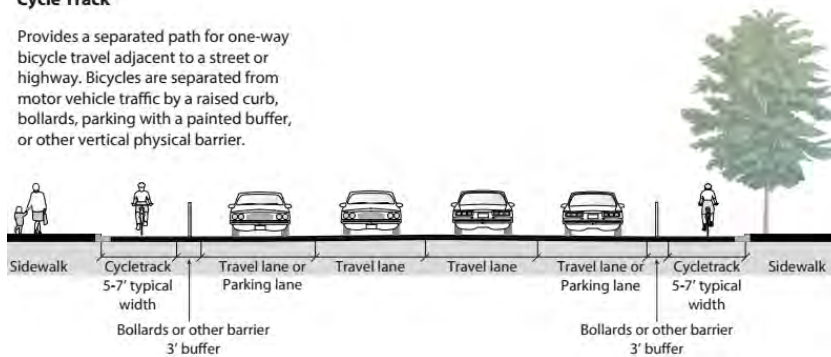 Cycle Track
Provides a separated path for one-way
bicycle travel adjacent to a street or
highway. Bicycles are separated from
motor vehicle traffic by a raised curb,
bollards, parking with a painted buffer,
or other vertical physical barrier.
Sidewalk
Cycletrack
5-7' typical
width
Travel lane or
Parking lane
Travel lane
Travel lane
Travel lane or
Parking lane
Cycletrack
5-7' typical
width
Sidewalk
Bollards or other barrier
3' buffer
Bollards or other barrier
3' buffer